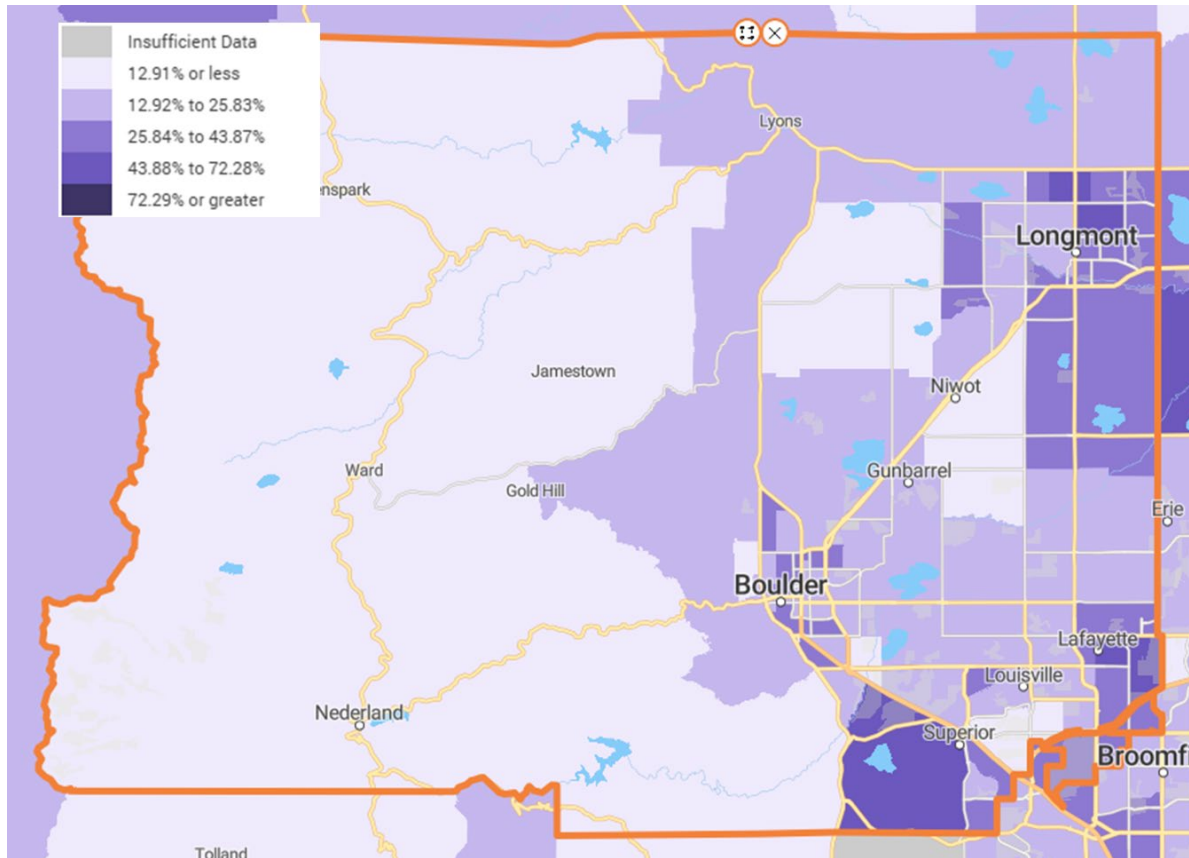 Insufficient Data
12.91% or less
12.92% to 25.83%
25.84% to 43.87%
43.88% to 72.28%
72.29% or greater
Lyons
enspark
Longmont
Jamestown
Niwot
Ward
Gunbarrel
Gold Hill
Erie
Boulder
Lafayette
Louisville
Nederland
Superior
Broomfi
Tolland